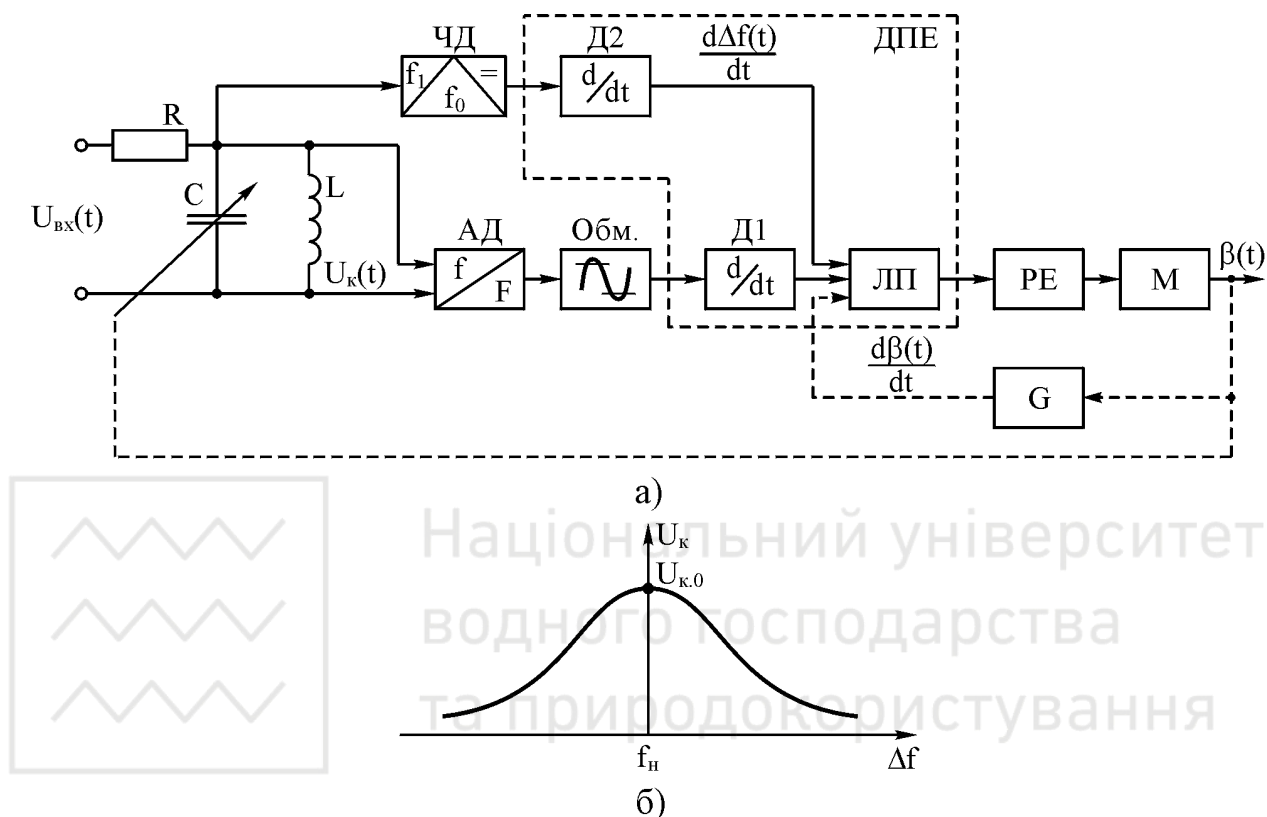 ЧД
Д2
dΔf(t)
dt
ДПЕ
f₁
=
f₀
d/dt
R
C
L
Uвх(t)
Uк(t)
АД
f
F
Обм.
Д1
d/dt
ЛП
РЕ
М
β(t)
dβ(t)
dt
G
а)
Національний університет
водного господарства
та природокористування
Uк
Uк.0
fн
Δf
б)